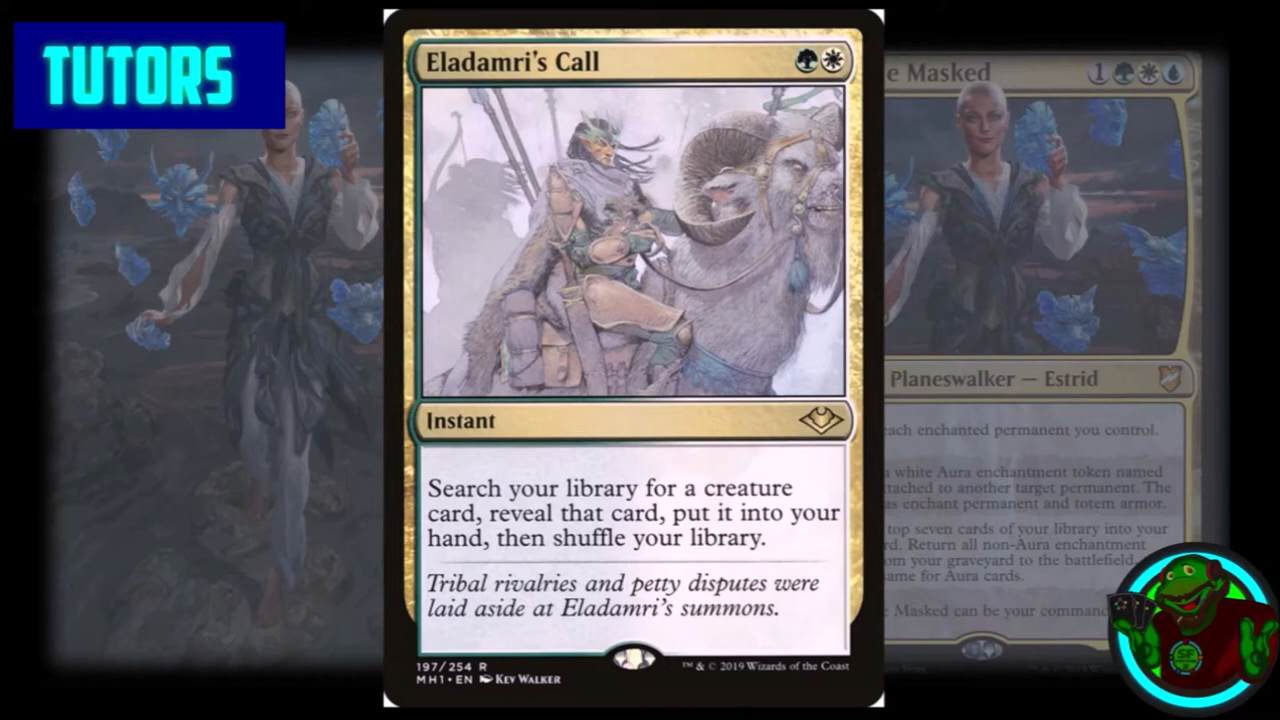 TUTORS
Eladamri's Call
e Masked
1
Instant
Planeswalker — Estrid
Search your library for a creature
card, reveal that card, put it into your
hand, then shuffle your library.
Tribal rivalries and petty disputes were
laid aside at Eladamri's summons.
197/254 R
MH1 • EN KEV WALKER
™ & © 2019 Wizards of the Coast
each enchanted permanent you control.
a white Aura enchantment token named
ttached to another target permanent. The
as enchant permanent and totem armor.
top seven cards of your library into your
rd. Return all non-Aura enchantment
om your graveyard to the battlefield
ame for Aura cards.
e Masked can be your command
SF